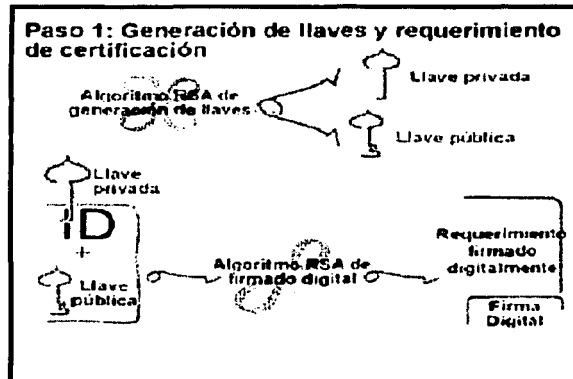 Paso 1: Generación de llaves y requerimiento
de certificación
Algoritmo RSA de
generación de llaves
Llave privada
Llave pública
Llave
privada
ID
+
Llave
pública
Algoritmo RSA de
firmado digital
Requerimiento
firmado
digitalmente
Firma
Digital